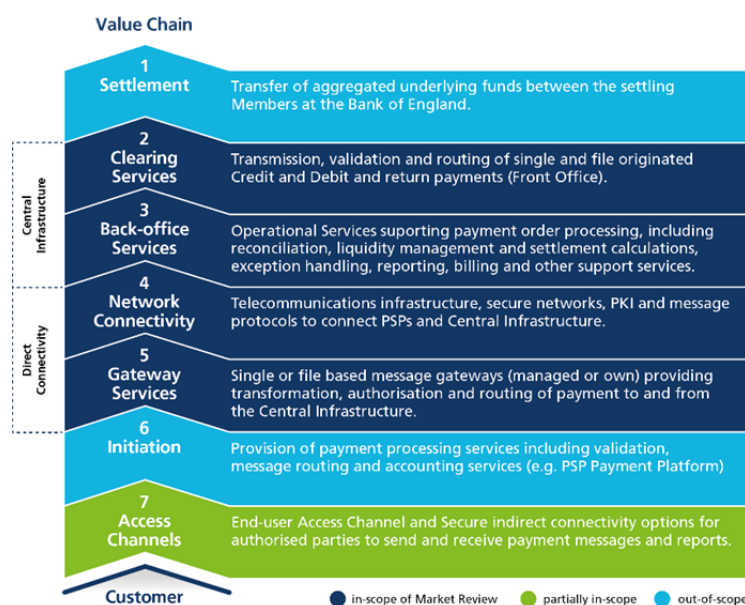 Value Chain
1
Settlement
Transfer of aggregated underlying funds between the settling
Members at the Bank of England.
Central
Infrastructure
2
Clearing
Services
Transmission, validation and routing of single and file originated
Credit and Debit and return payments (Front Office).
3
Back-office
Services
Operational Services suporting payment order processing, including
reconciliation, liquidity management and settlement calculations,
exception handling, reporting, billing and other support services.
Direct
Connectivity
4
Network
Connectivity
Telecommunications infrastructure, secure networks, PKI and message
protocols to connect PSPs and Central Infrastructure.
5
Gateway
Services
Single or file based message gateways (managed or own) providing
transformation, authorisation and routing of payment to and from
the Central Infrastructure.
6
Initiation
Provision of payment processing services including validation,
message routing and accounting services (e.g. PSP Payment Platform)
7
Access
Channels
End-user Access Channel and Secure indirect connectivity options for
authorised parties to send and receive payment messages and reports.
Customer
in-scope of Market Review
partially in-scope
out-of-scope